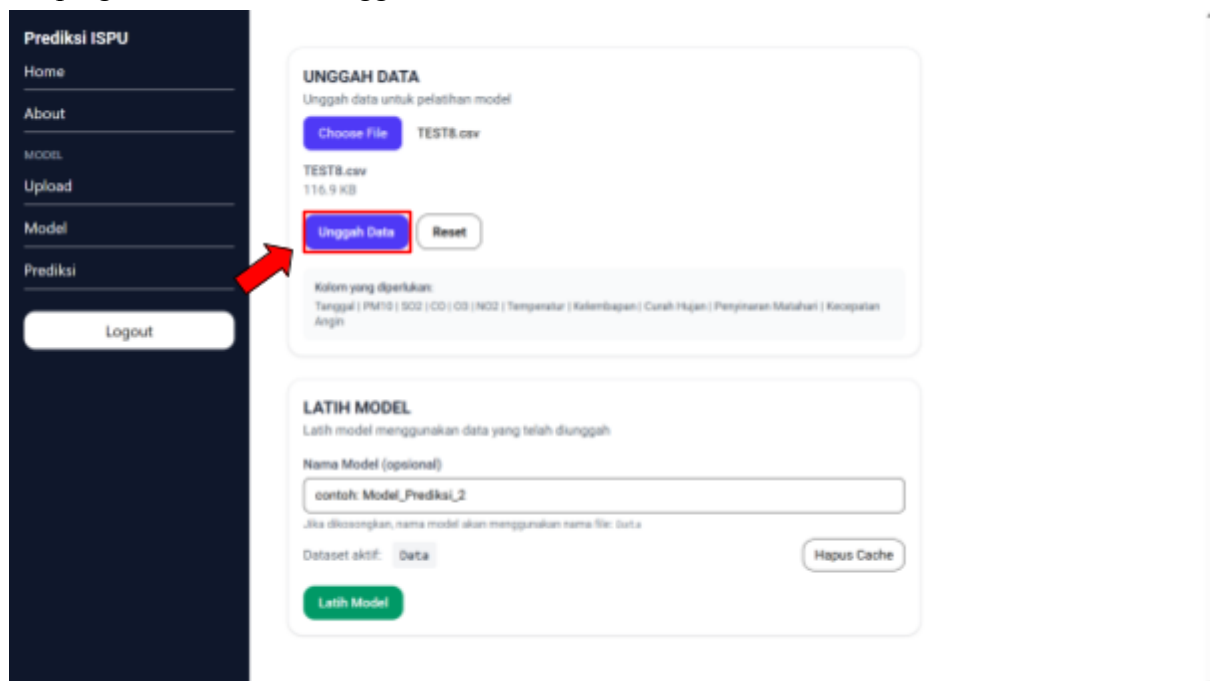 Prediksi ISPU
Home
About
MODEL
Upload
Model
Prediksi
Logout
UNGGAH DATA
Unggah data untuk pelatihan model
Choose File TEST8.csv
TEST8.csv
116.9 KB
Unggah Data Reset
Kolom yang diperlukan:
Tanggal | PM10 | SO2 | CO | O3 | NO2 | Temperatur | Kelembapan | Curah Hujan | Penyinaran Matahari | Kecepatan
Angin
LATIH MODEL
Latih model menggunakan data yang telah diunggah
Nama Model (opsional)
contoh: Model_Prediksi_2
Jika dikosongkan, nama model akan menggunakan nama file: Data
Dataset aktif: Data Hapus Cache
Latih Model